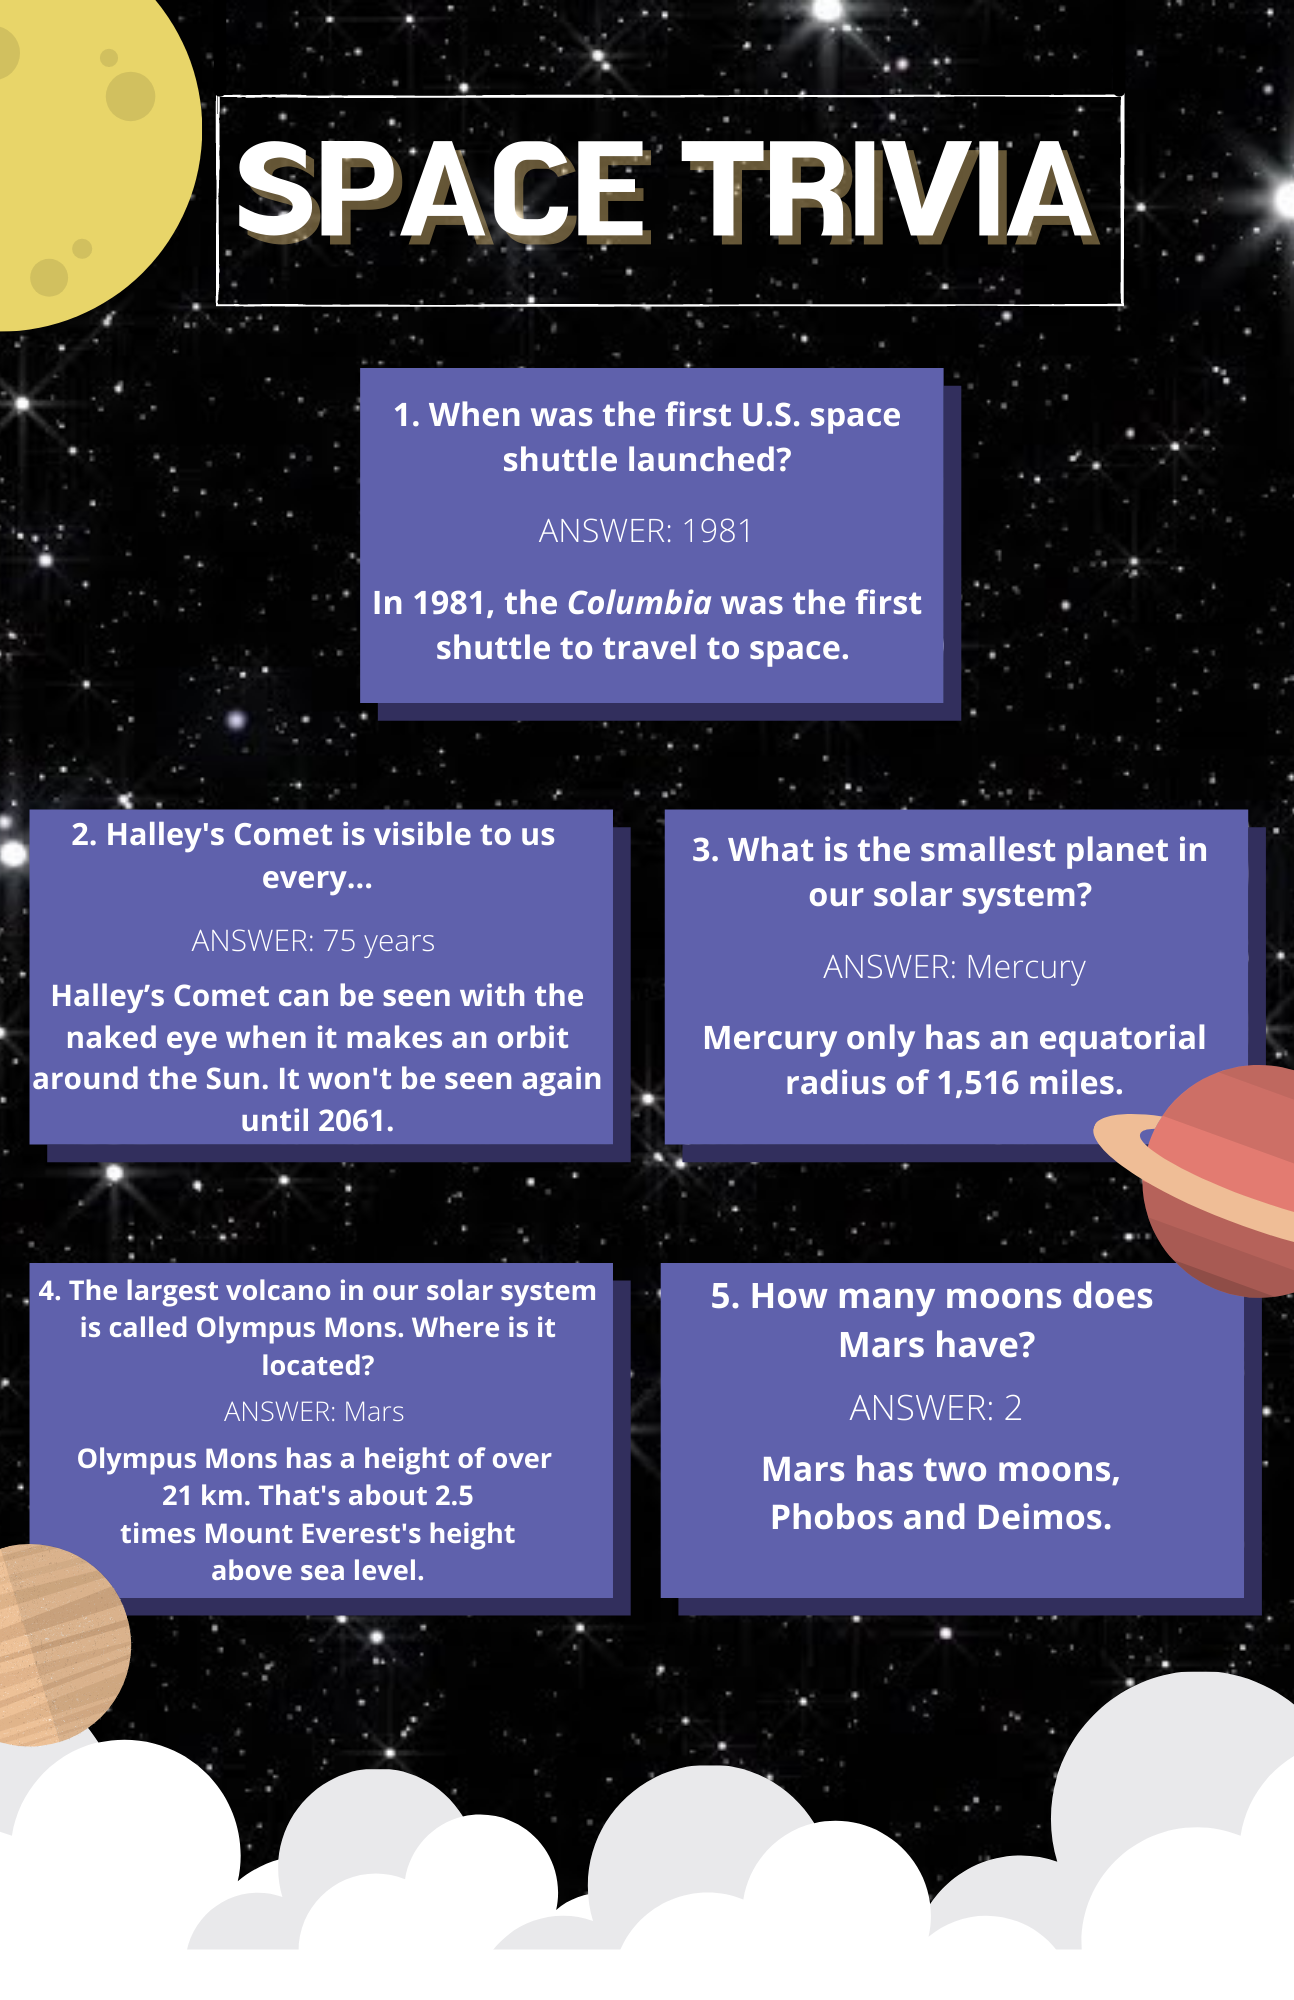 SPACE TRIVIA
1. When was the first U.S. space
shuttle launched?
ANSWER: 1981
In 1981, the Columbia was the first
shuttle to travel to space.
2. Halley's Comet is visible to us
every...
ANSWER: 75 years
Halley’s Comet can be seen with the
naked eye when it makes an orbit
around the Sun. It won't be seen again
until 2061.
3. What is the smallest planet in
our solar system?
ANSWER: Mercury
Mercury only has an equatorial
radius of 1,516 miles.
4. The largest volcano in our solar system
is called Olympus Mons. Where is it
located?
ANSWER: Mars
Olympus Mons has a height of over
21 km. That's about 2.5
times Mount Everest's height
above sea level.
5. How many moons does
Mars have?
ANSWER: 2
Mars has two moons,
Phobos and Deimos.